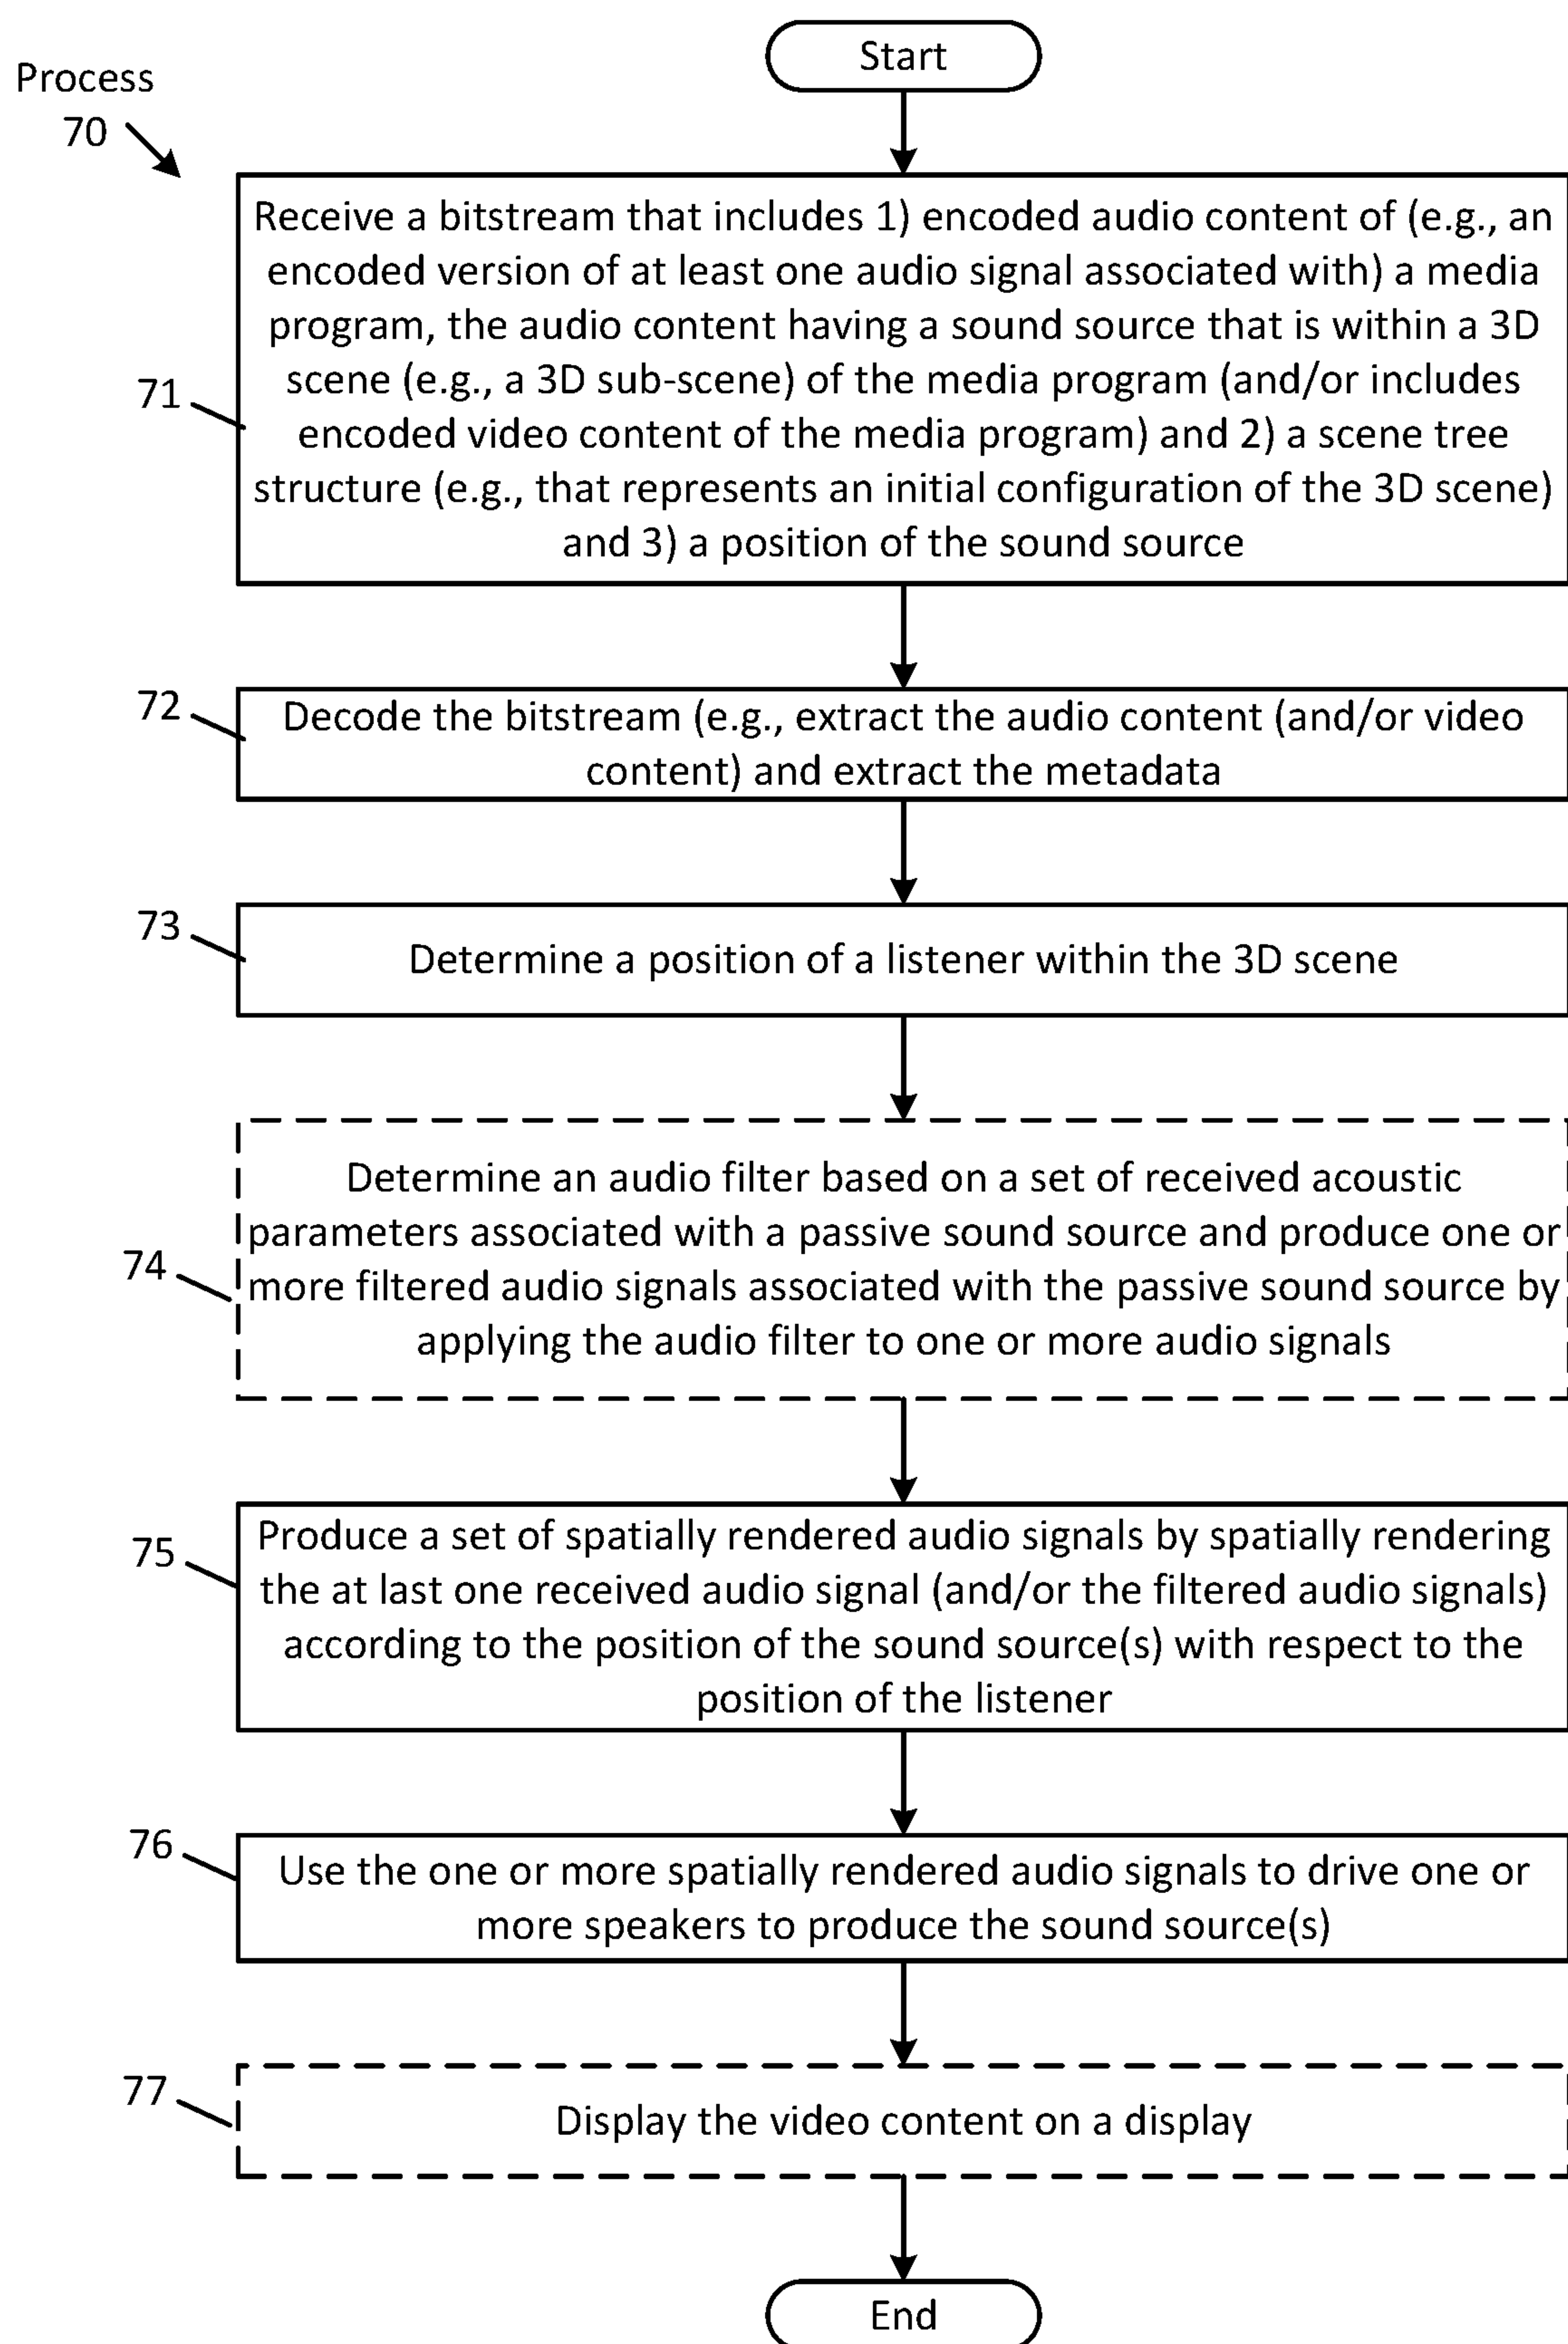 Start
Process
70
71
Receive a bitstream that includes 1) encoded audio content of (e.g., an
encoded version of at least one audio signal associated with) a media
program, the audio content having a sound source that is within a 3D
scene (e.g., a 3D sub-scene) of the media program (and/or includes
encoded video content of the media program) and 2) a scene tree
structure (e.g., that represents an initial configuration of the 3D scene)
and 3) a position of the sound source
72
Decode the bitstream (e.g., extract the audio content (and/or video
content) and extract the metadata
73
Determine a position of a listener within the 3D scene
74
Determine an audio filter based on a set of received acoustic
parameters associated with a passive sound source and produce one or
more filtered audio signals associated with the passive sound source by
applying the audio filter to one or more audio signals
75
Produce a set of spatially rendered audio signals by spatially rendering
the at last one received audio signal (and/or the filtered audio signals)
according to the position of the sound source(s) with respect to the
position of the listener
76
Use the one or more spatially rendered audio signals to drive one or
more speakers to produce the sound source(s)
77
Display the video content on a display
End